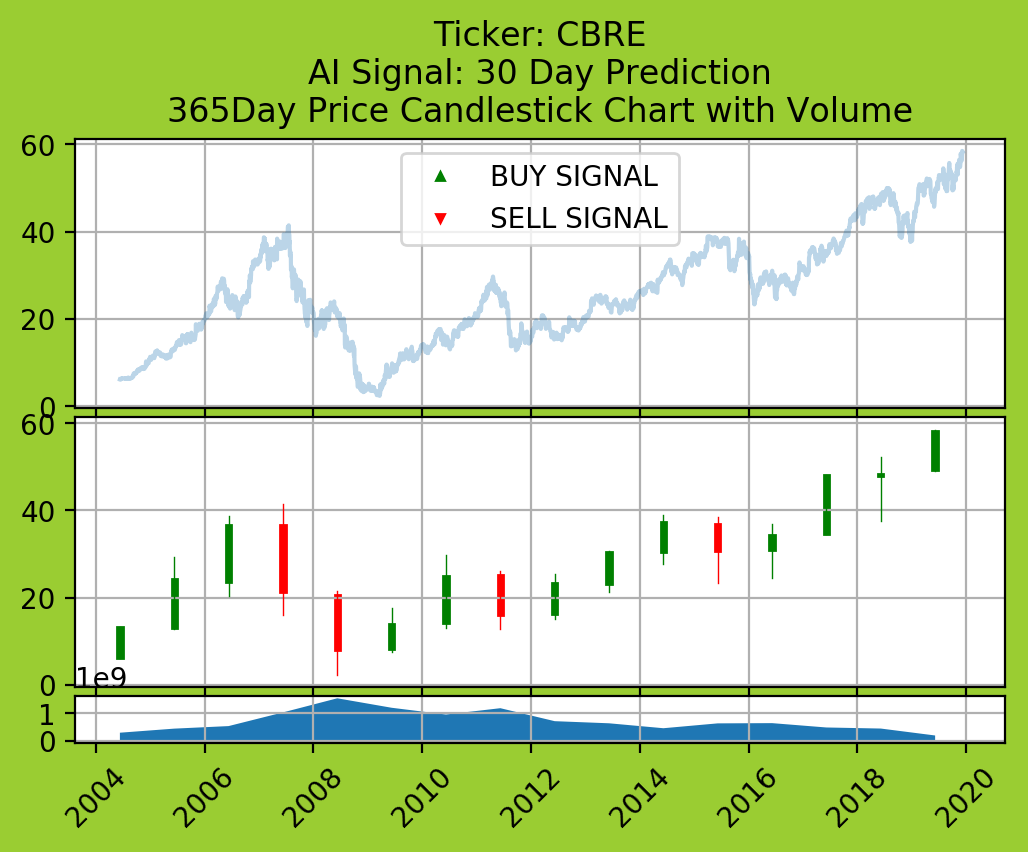 Ticker: CBRE
AI Signal: 30 Day Prediction
365Day Price Candlestick Chart with Volume
60
BUY SIGNAL
SELL SIGNAL
40
20
0
60
40
20
0
1e9
1
0
2004 2006 2008 2010 2012 2014 2016 2018 2020